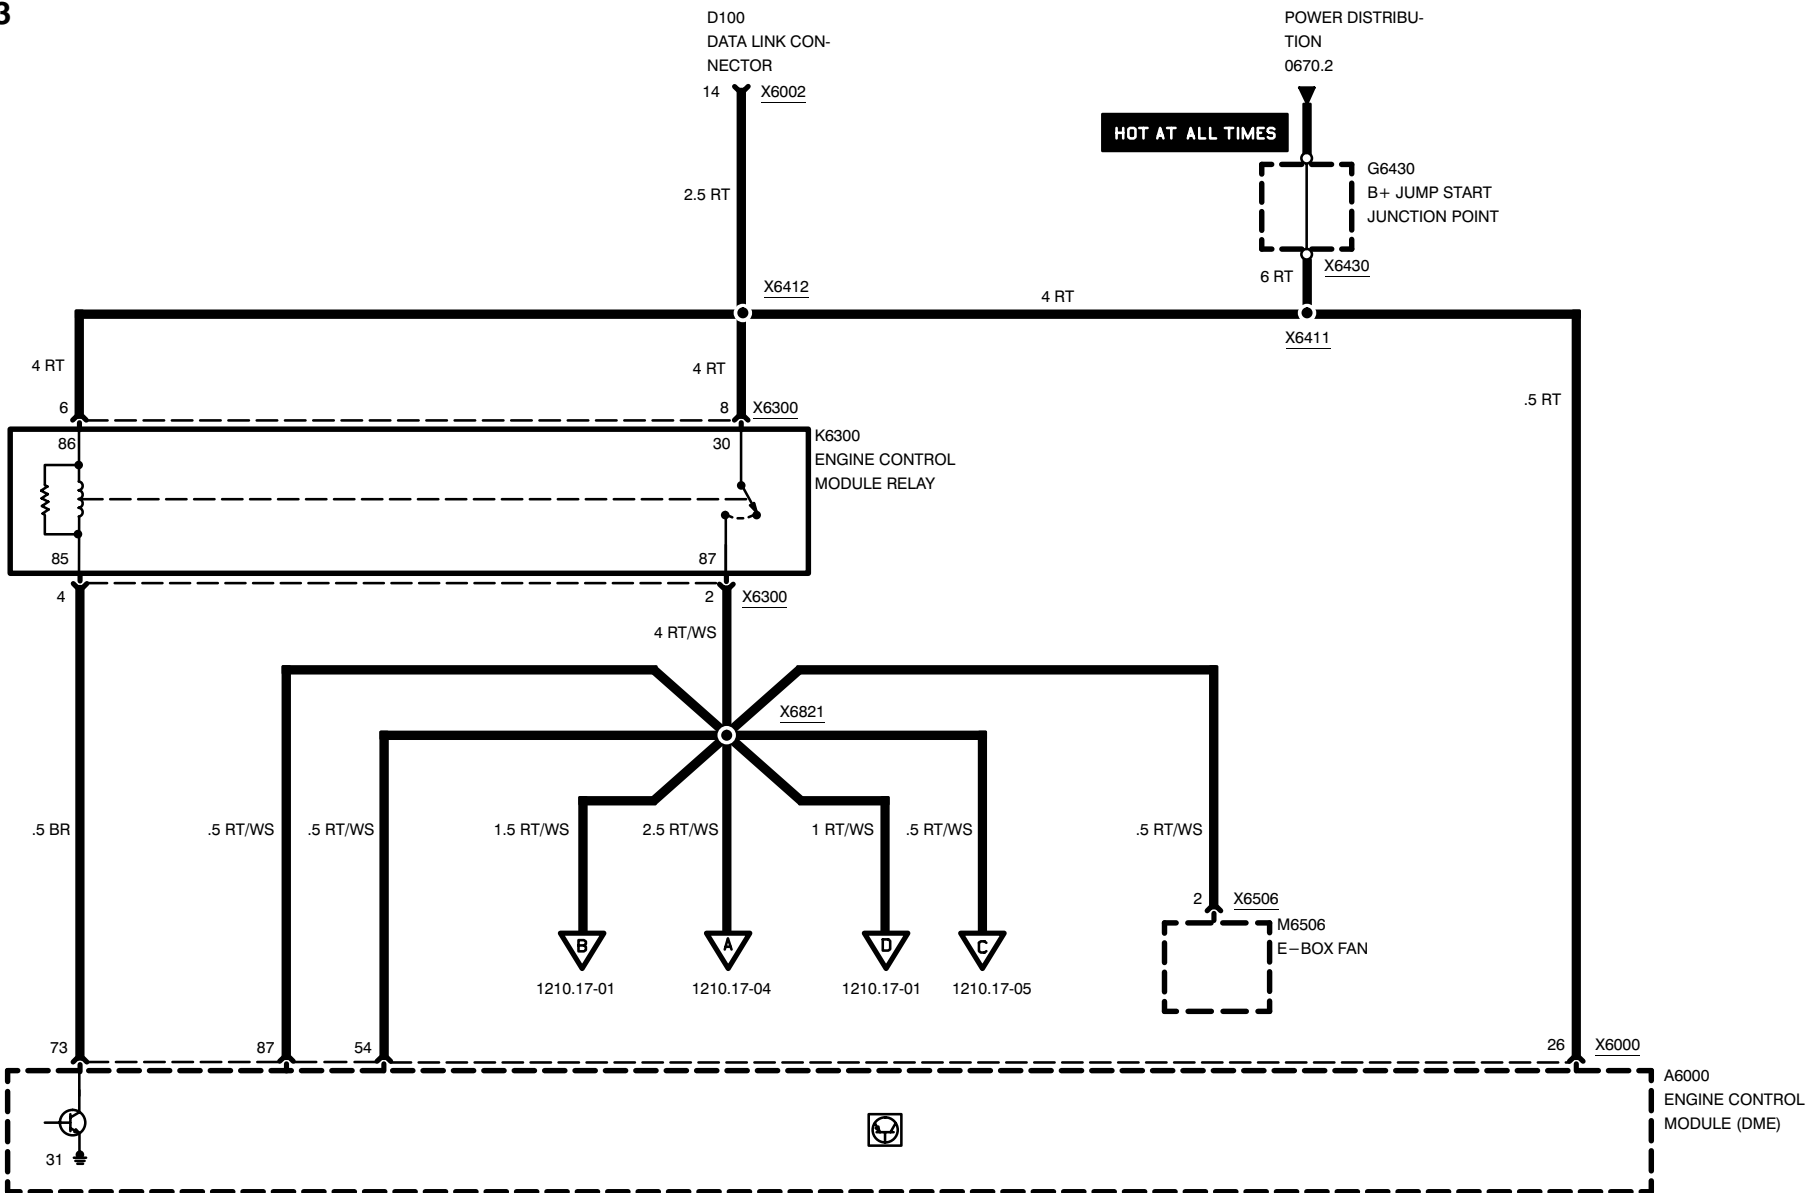 3
D100
DATA LINK CON-
NECTOR
14 X6002
POWER DISTRIBU-
TION
0670.2
HOT AT ALL TIMES
G6430
B+ JUMP START
JUNCTION POINT
2.5 RT
6 RT X6430
X6412
4 RT
X6411
4 RT
4 RT
.5 RT
6
8 X6300
86
30
K6300
ENGINE CONTROL
MODULE RELAY
85
87
4
2 X6300
4 RT/WS
X6821
.5 BR
.5 RT/WS
.5 RT/WS
1.5 RT/WS
2.5 RT/WS
1 RT/WS
.5 RT/WS
.5 RT/WS
2 X6506
M6506
E−BOX FAN
B
A
D
C
1210.17-01
1210.17-04
1210.17-01
1210.17-05
73
87
54
26 X6000
A6000
ENGINE CONTROL
MODULE (DME)
31